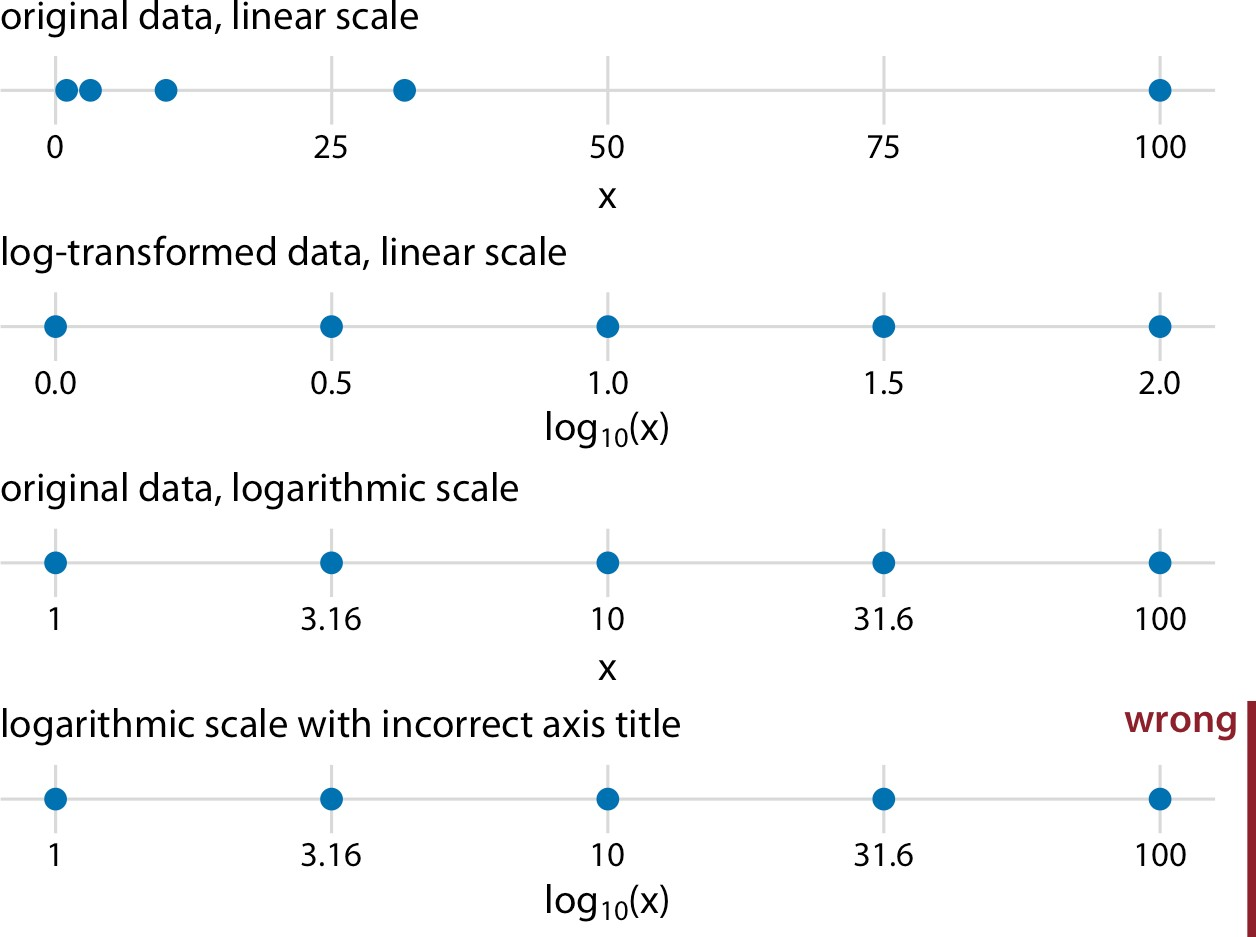 original data, linear scale
0 25 50 75 100
x
log-transformed data, linear scale
0.0 0.5 1.0 1.5 2.0
log₁₀(x)
original data, logarithmic scale
1 3.16 10 31.6 100
x
logarithmic scale with incorrect axis title wrong
1 3.16 10 31.6 100
log₁₀(x)